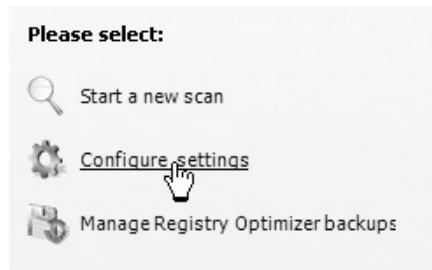 Please select:
Start a new scan
Configure settings
Manage Registry Optimizer backups